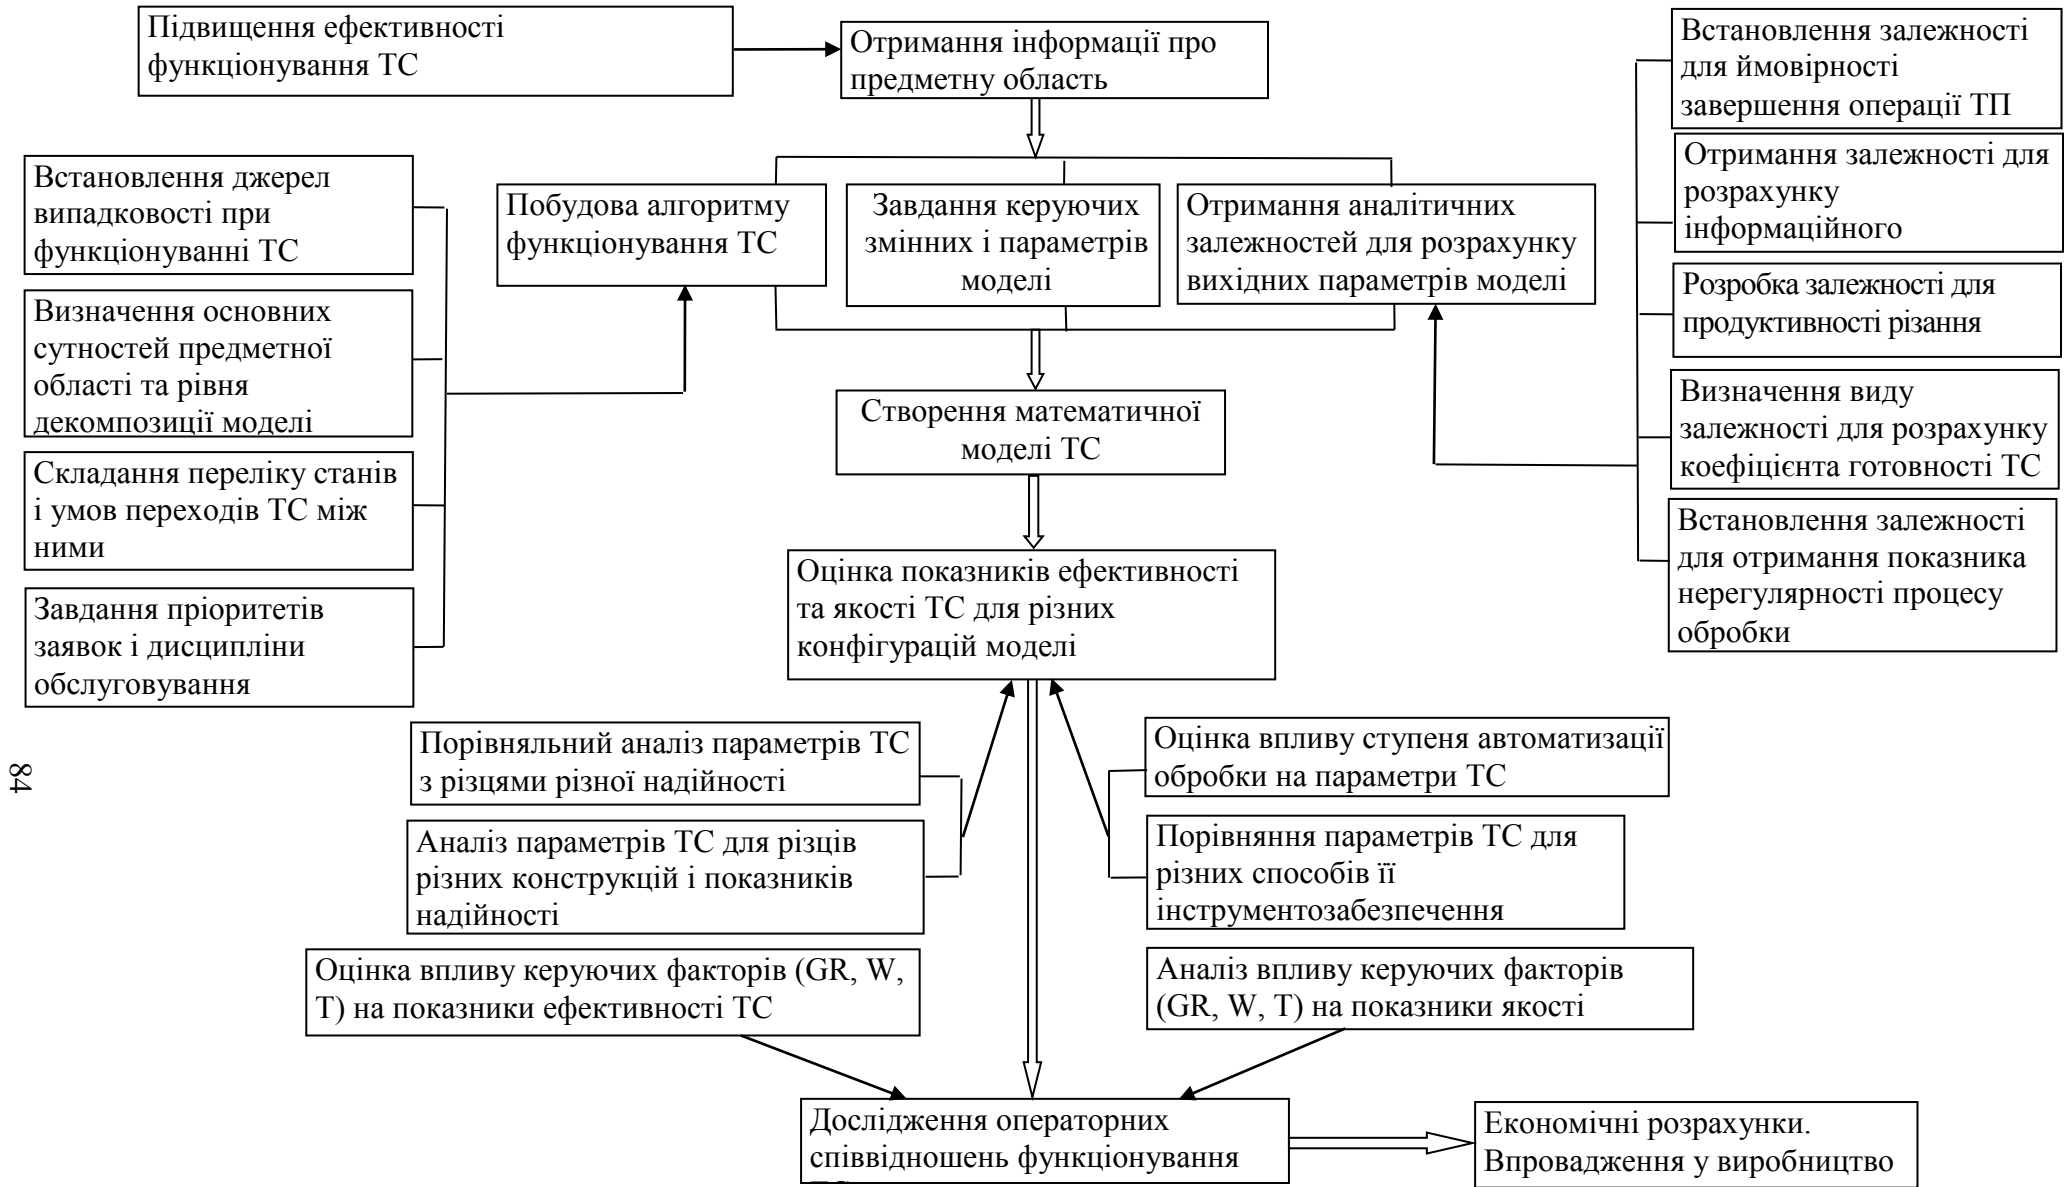 Підвищення ефективності
функціонування ТС
Отримання інформації про
предметну область
Встановлення залежності
для ймовірності
завершення операції ТП
Отримання залежності для
розрахунку
інформаційного
Розробка залежності для
продуктивності різання
Визначення виду
залежності для розрахунку
коефіцієнта готовності ТС
Встановлення залежності
для отримання показника
нерегулярності процесу
обробки
Встановлення джерел
випадковості при
функціонуванні ТС
Визначення основних
сутностей предметної
області та рівня
декомпозиції моделі
Складання переліку станів
і умов переходів ТС між
ними
Завдання пріоритетів
заявок і дисципліни
обслуговування
Побудова алгоритму
функціонування ТС
Завдання керуючих
змінних і параметрів
моделі
Отримання аналітичних
залежностей для розрахунку
вихідних параметрів моделі
Створення математичної
моделі ТС
Оцінка показників ефективності
та якості ТС для різних
конфігурацій моделі
Порівняльний аналіз параметрів ТС
з різцями різної надійності
Аналіз параметрів ТС для різців
різних конструкцій і показників
надійності
Оцінка впливу ступеня автоматизації
обробки на параметри ТС
Порівняння параметрів ТС для
різних способів її
інструментозабезпечення
Оцінка впливу керуючих факторів (GR, W,
T) на показники ефективності ТС
Аналіз впливу керуючих факторів
(GR, W, T) на показники якості
Дослідження операторних
співвідношень функціонування
Економічні розрахунки.
Впровадження у виробництво
84